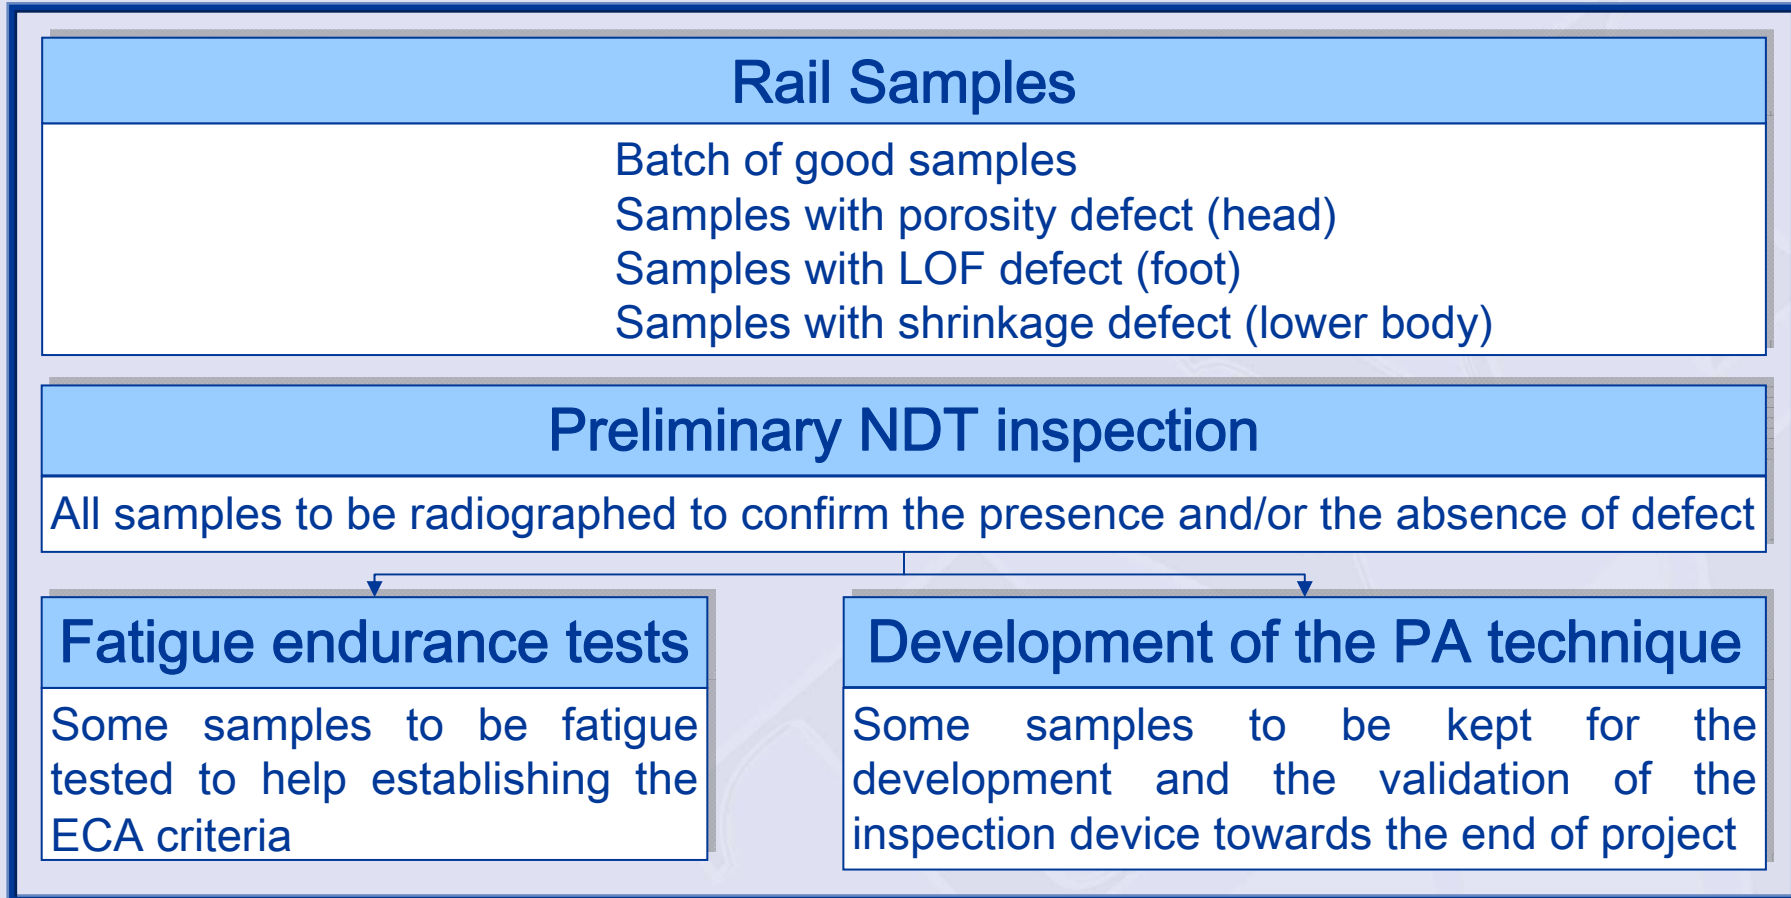 Rail Samples
Batch of good samples
Samples with porosity defect (head)
Samples with LOF defect (foot)
Samples with shrinkage defect (lower body)
Preliminary NDT inspection
All samples to be radiographed to confirm the presence and/or the absence of defect
Fatigue endurance tests
Some samples to be fatigue
tested to help establishing the
ECA criteria
Development of the PA technique
Some samples to be kept for the
development and the validation of the
inspection device towards the end of project